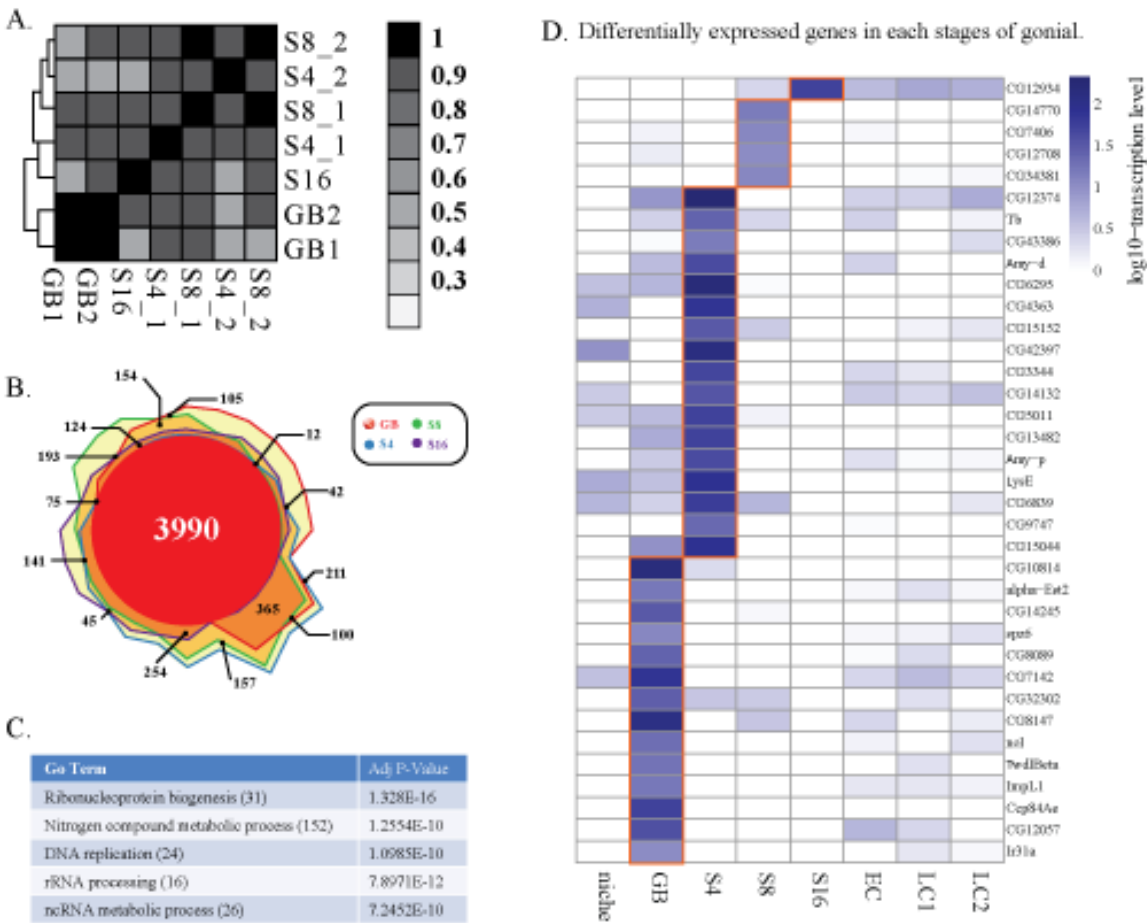 A.
S8_2
S4_2
S8_1
S4_1
S16
GB2
GB1
GB1
GB2
S16
S4_1
S8_1
S4_2
S8_2
1
0.9
0.8
0.7
0.6
0.5
0.4
0.3
B.
154
105
124
12
193
42
75
3990
141
211
365
45
100
254
157
GB
S8
S4
S16
C.
Go Term Adj P-Value
Ribonucleoprotein biogenesis (31) 1.328E-16
Nitrogen compound metabolic process (152) 1.2554E-10
DNA replication (24) 1.0985E-10
rRNA processing (16) 7.8971E-12
ncRNA metabolic process (26) 7.2452E-10
D. Differentially expressed genes in each stages of gonial.
CG12934
CG14770
CG7406
CG12708
CG34381
CG12374
Tb
CG43386
Amy-d
CG6295
CG4363
CG15152
CG42397
CG3344
CG14132
CG5011
CG13482
Amy-p
LysE
CG6839
CG9747
CG15044
CG10814
alpha-Est2
CG14245
spz6
CG8089
CG7142
CG32302
CG8147
nel
TwdlBeta
ImpL1
Ccp84Ae
CG12057
Ir31a
niche
GB
S4
S8
S16
EC
LC1
LC2
2
1.5
1
0.5
0
log10-transcription level